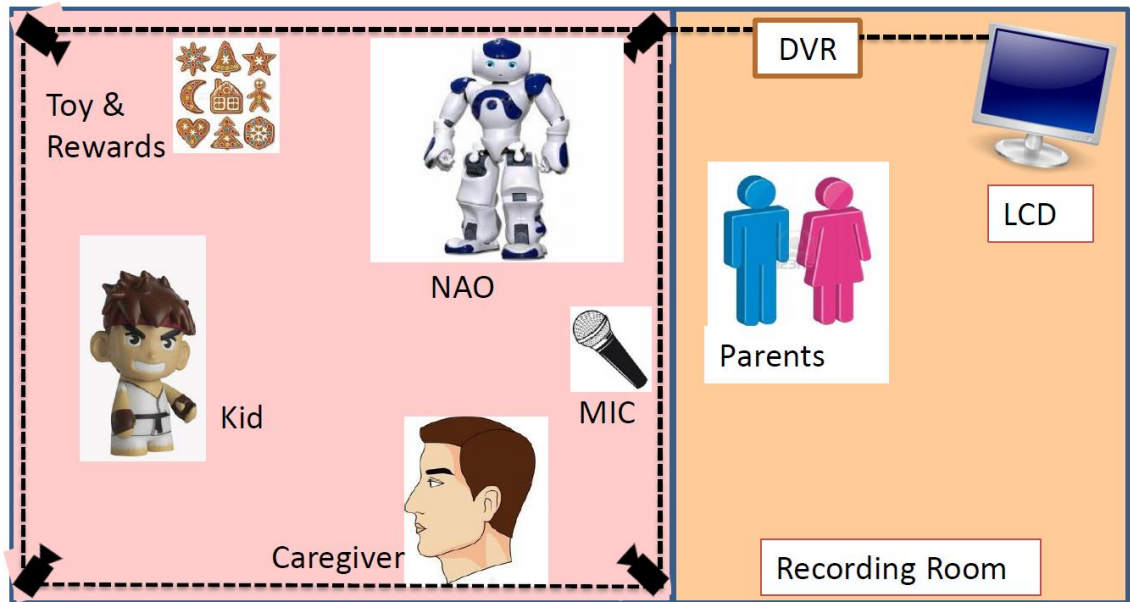 DVR
Toy &
Rewards
LCD
NAO
Parents
Kid
MIC
Caregiver
Recording Room